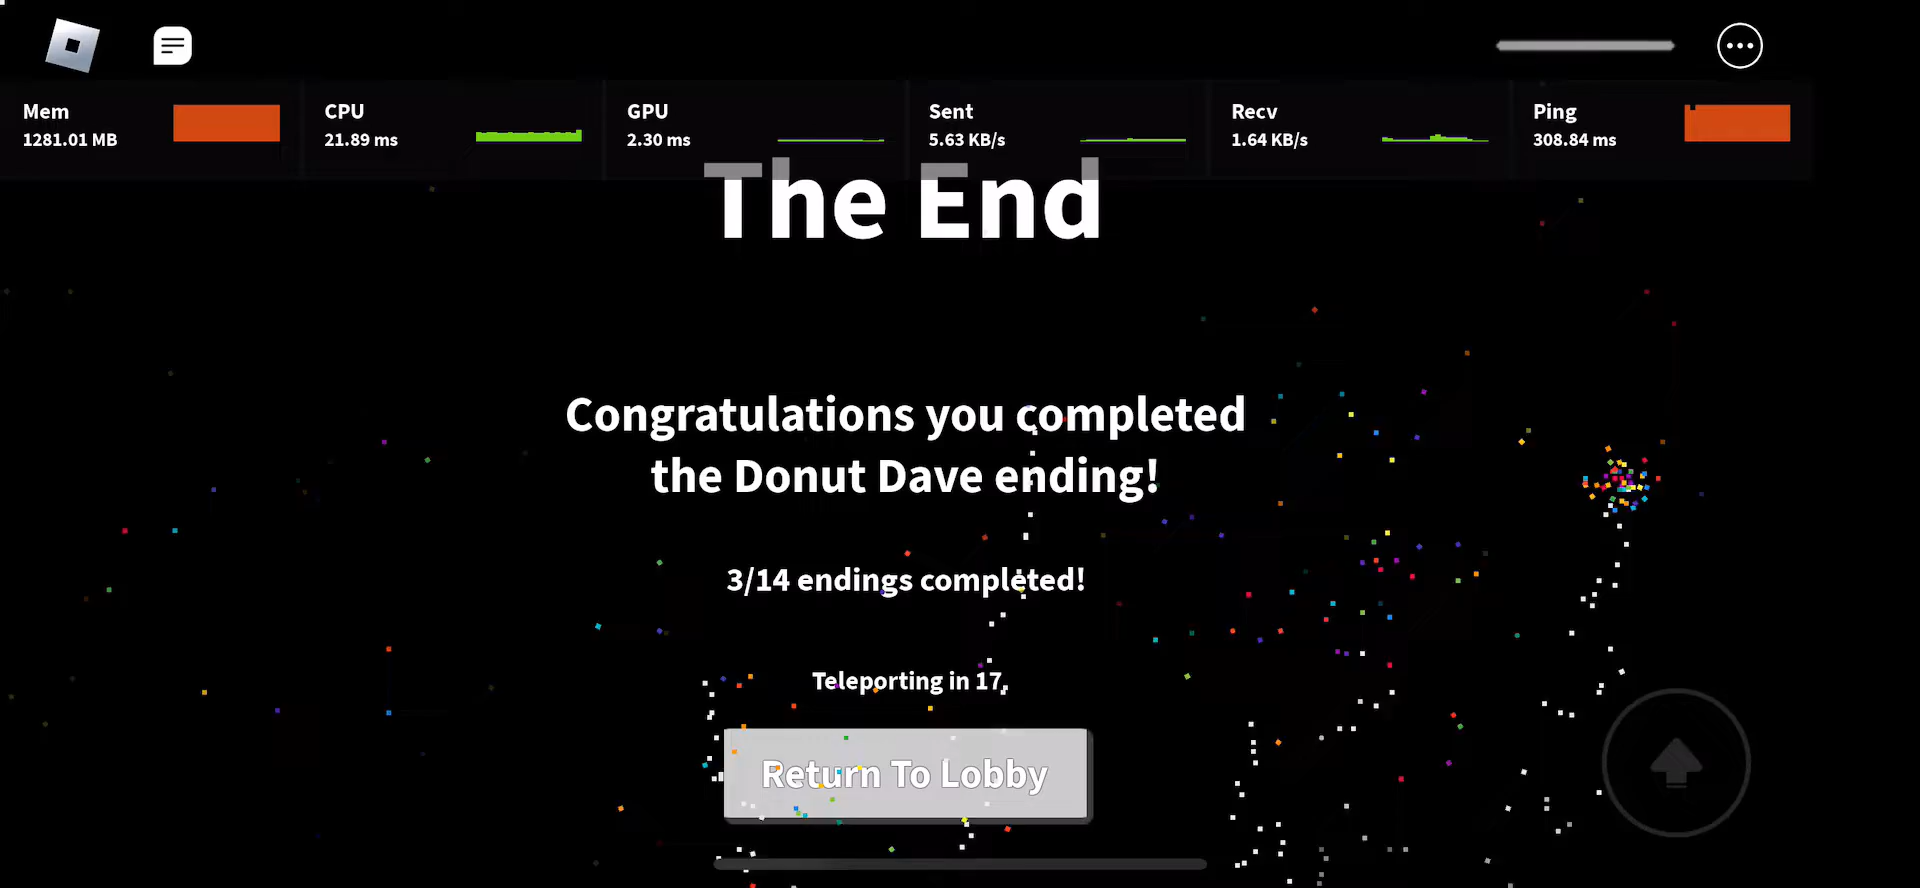 Mem
1281.01 MB
CPU
21.89 ms
GPU
2.30 ms
Sent
5.63 KB/s
Recv
1.64 KB/s
Ping
308.84 ms
The End
Congratulations you completed
the Donut Dave ending!
3/14 endings completed!
Teleporting in 17
Return To Lobby